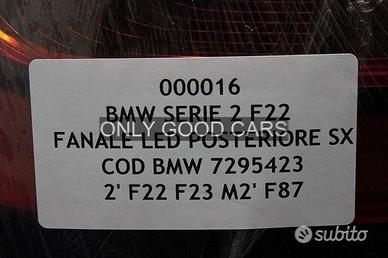 000016
BMW SERIE 2 F22
ONLY GOOD CARS
FANALE LED POSTERIORE SX
COD BMW 7295423
2' F22 F23 M2' F87
subito